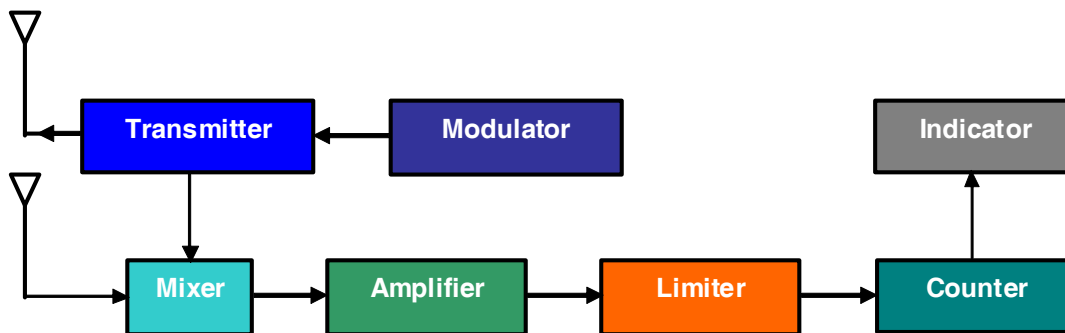 Transmitter
Modulator
Indicator
Mixer
Amplifier
Limiter
Counter